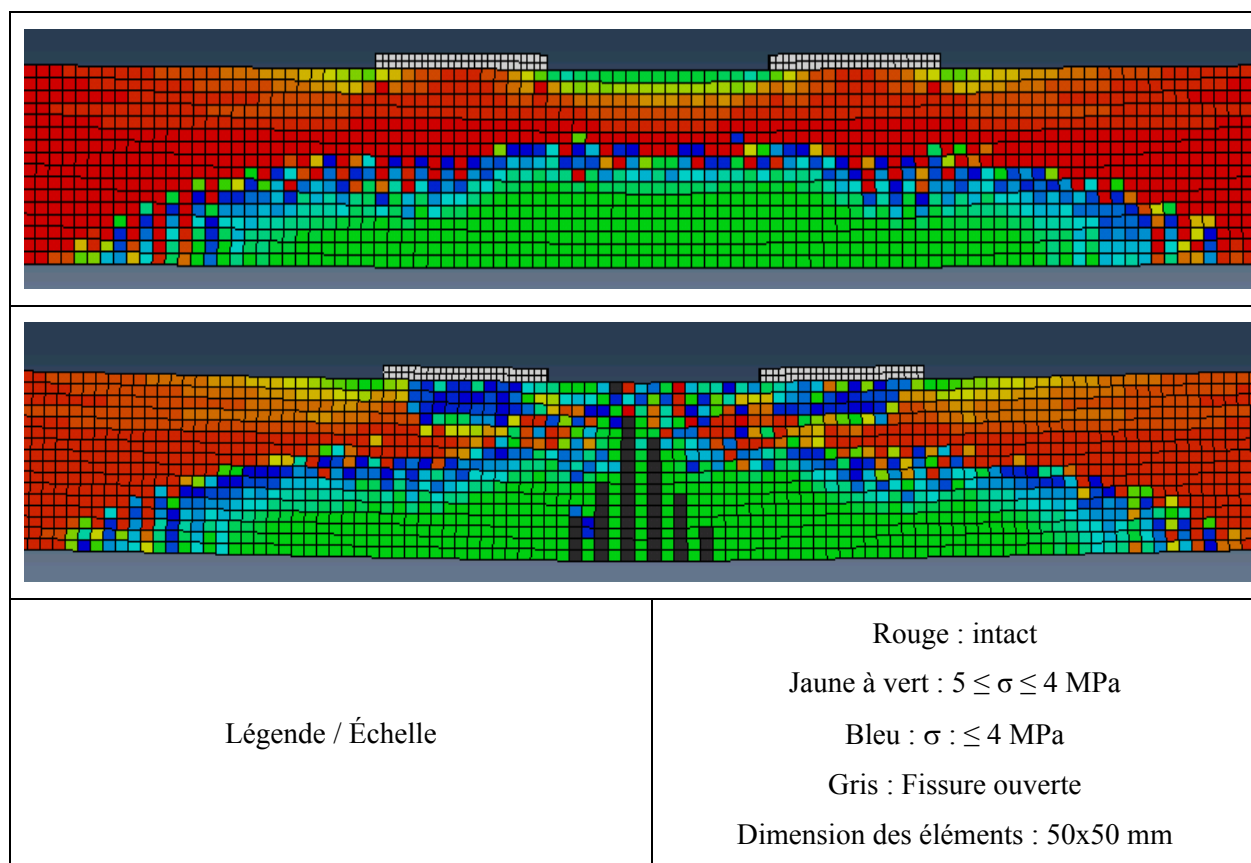 Légende / Échelle
Rouge : intact
Jaune à vert : 5 ≤ σ ≤ 4 MPa
Bleu : σ : ≤ 4 MPa
Gris : Fissure ouverte
Dimension des éléments : 50x50 mm